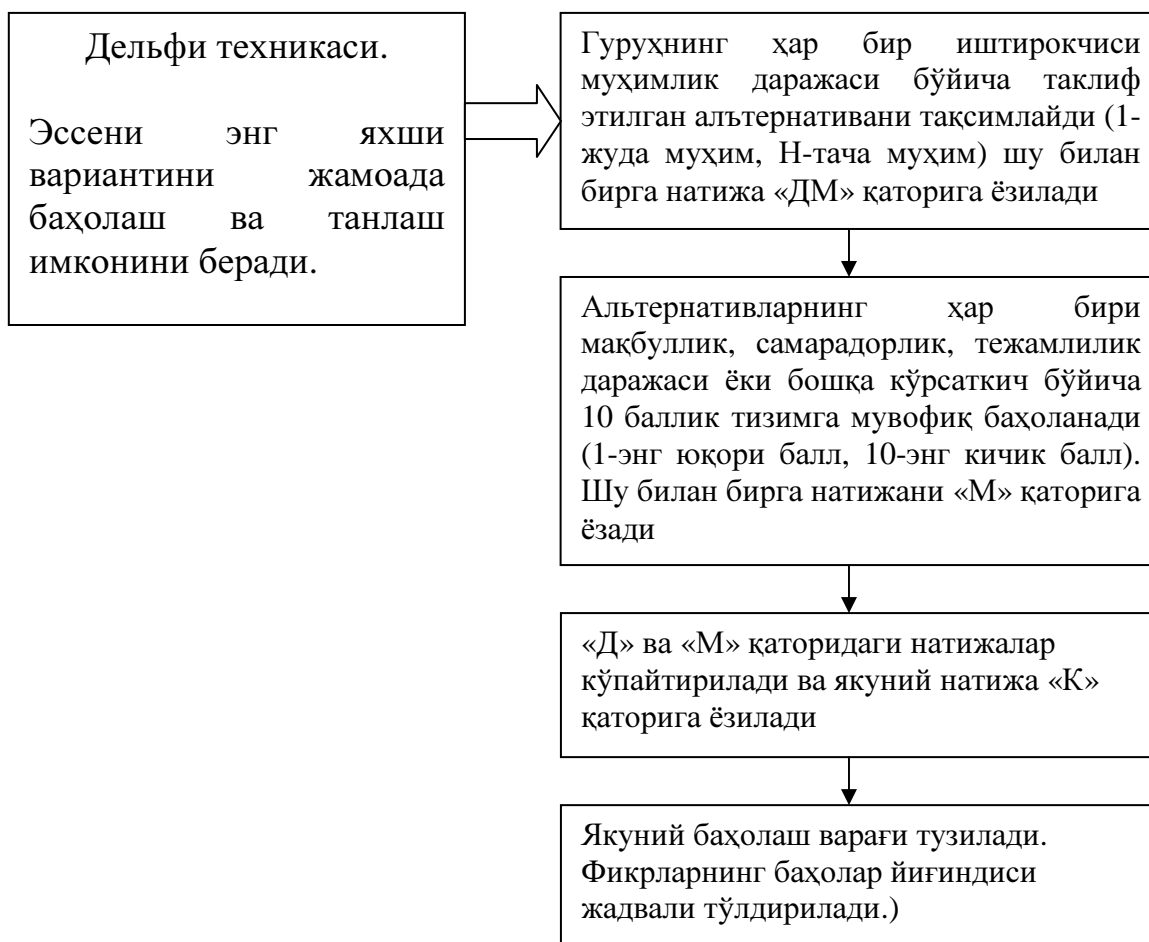 Дельфи техникаси.
Эссени энг яхши
вариантини жамоада
баҳолаш ва танлаш
имконини беради.
Гуруҳнинг ҳар бир иштирокчиси
муҳимлик даражаси бўйича таклиф
этилган алътернативани тақсимлайди (1-
жуда муҳим, Н-тача муҳим) шу билан
бирга натижа «ДМ» қаторига ёзилади
Альтернативларнинг ҳар бири
мақбуллик, самарадорлик, тежамлилик
даражаси ёки бошқа кўрсаткич бўйича
10 баллик тизимга мувофиқ баҳоланади
(1-энг юқори балл, 10-энг кичик балл).
Шу билан бирга натижани «М» қаторига
ёзади
«Д» ва «М» қаторидаги натижалар
кўпайтирилади ва якуний натижа «К»
қаторига ёзилади
Якуний баҳолаш варағи тузилади.
Фикрларнинг баҳолар йиғиндиси
жадвали тўлдирилади.)